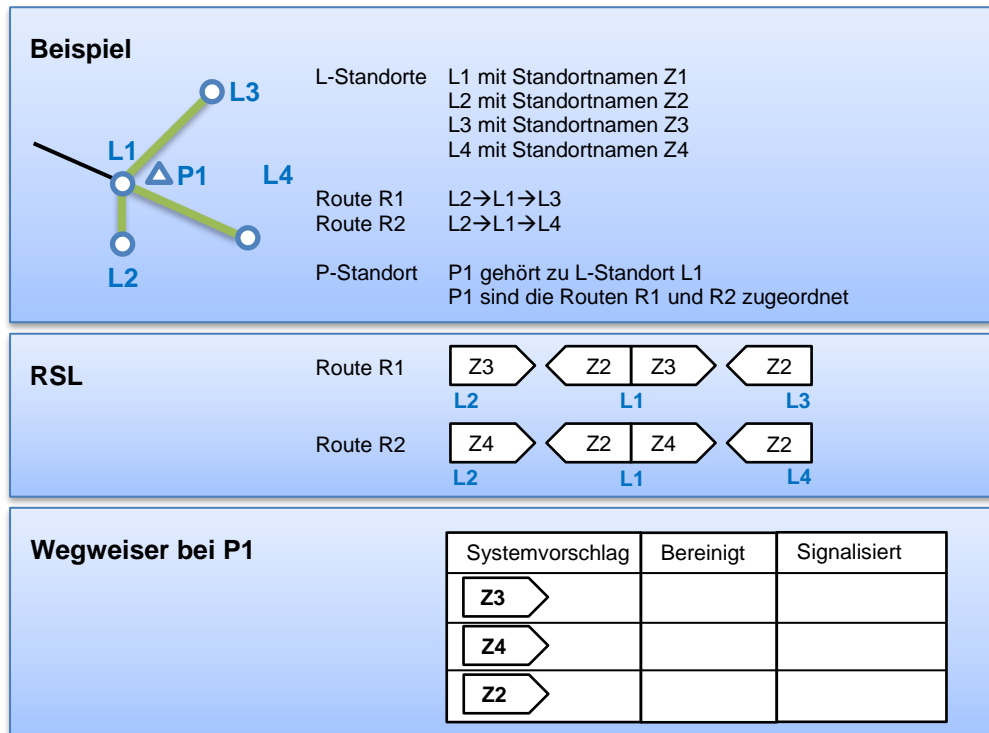 Beispiel
L-Standorte L1 mit Standortnamen Z1
L2 mit Standortnamen Z2
L3 mit Standortnamen Z3
L4 mit Standortnamen Z4
L3
L1
P1
L4
L2
Route R1 L2→L1→L3
Route R2 L2→L1→L4
P-Standort P1 gehört zu L-Standort L1
P1 sind die Routen R1 und R2 zugeordnet
RSL
Route R1 Z3 Z2 Z3 Z2
L2 L1 L3
Route R2 Z4 Z2 Z4 Z2
L2 L1 L4
Wegweiser bei P1
Systemvorschlag Bereinigt Signalisiert
Z3
Z4
Z2